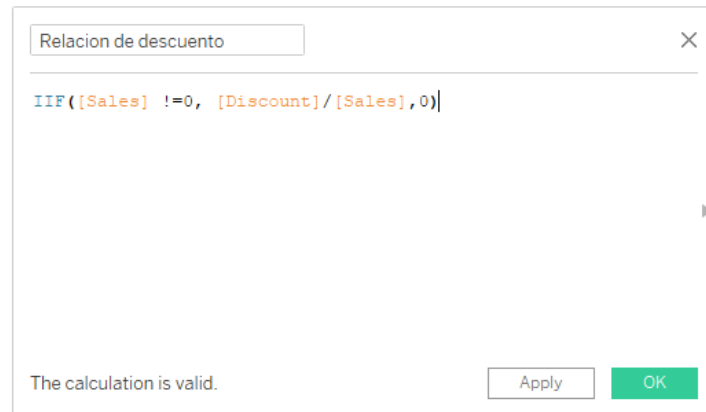 Relacion de descuento
IIF([Sales] !=0, [Discount]/[Sales],0)
The calculation is valid.
Apply
OK